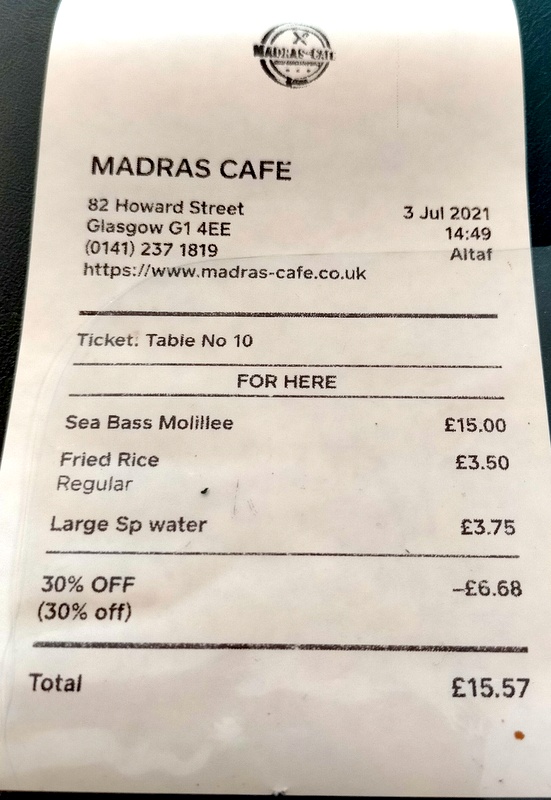 MADRAS-CAFE
MADRAS CAFE
82 Howard Street
Glasgow G1 4EE
(0141) 237 1819
https://www.madras-cafe.co.uk
3 Jul 2021
14:49
Altaf
Ticket: Table No 10
FOR HERE
Sea Bass Molillee £15.00
Fried Rice £3.50
Regular
Large Sp water £3.75
30% OFF -£6.68
(30% off)
Total £15.57